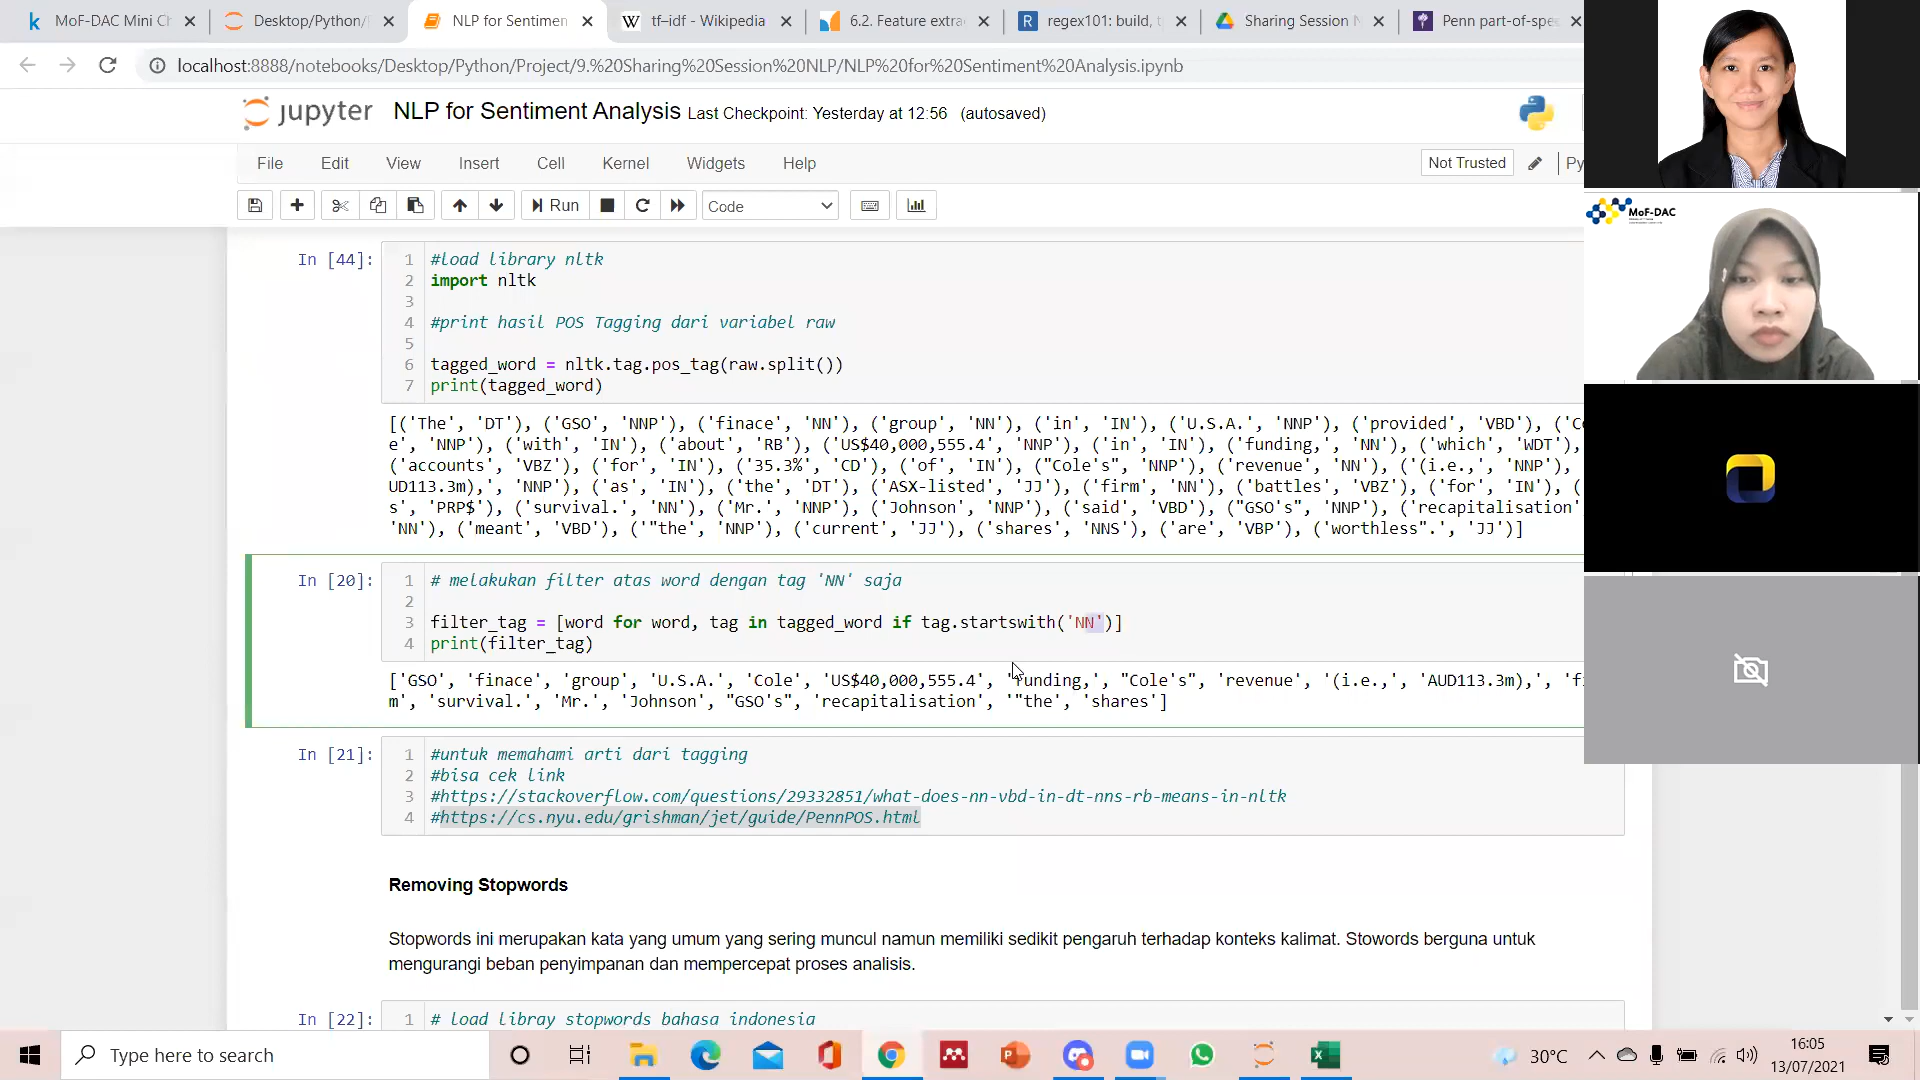 MoF-DAC Mini Ch
Desktop/Python/
NLP for Sentimen
tf–idf - Wikipedia
6.2. Feature extra
regex101: build, t
Sharing Session N
Penn part-of-spe
localhost:8888/notebooks/Desktop/Python/Project/9.%20Sharing%20Session%20NLP/NLP%20for%20Sentiment%20Analysis.ipynb
jupyter NLP for Sentiment Analysis Last Checkpoint: Yesterday at 12:56 (autosaved)
File Edit View Insert Cell Kernel Widgets Help Not Trusted Py
Run Code
MoF-DAC
In [44]:
1 #load library nltk
2 import nltk
3
4 #print hasil POS Tagging dari variabel raw
5
6 tagged_word = nltk.tag.pos_tag(raw.split())
7 print(tagged_word)
[('The', 'DT'), ('GSO', 'NNP'), ('finace', 'NN'), ('group', 'NN'), ('in', 'IN'), ('U.S.A.', 'NNP'), ('provided', 'VBD'), ('Co
e', 'NNP'), ('with', 'IN'), ('about', 'RB'), ('US$40,000,555.4', 'NNP'), ('in', 'IN'), ('funding,', 'NN'), ('which', 'WDT'),
('accounts', 'VBZ'), ('for', 'IN'), ('35.3%', 'CD'), ('of', 'IN'), ("Cole's", 'NNP'), ('revenue', 'NN'), ('(i.e.,', 'NNP'),
UD113.3m),', 'NNP'), ('as', 'IN'), ('the', 'DT'), ('ASX-listed', 'JJ'), ('firm', 'NN'), ('battles', 'VBZ'), ('for', 'IN'), (
s', 'PRP$'), ('survival.', 'NN'), ('Mr.', 'NNP'), ('Johnson', 'NNP'), ('said', 'VBD'), ("GSO's", 'NNP'), ('recapitalisation'
'NN'), ('meant', 'VBD'), ('"the', 'NNP'), ('current', 'JJ'), ('shares', 'NNS'), ('are', 'VBP'), ('worthless".', 'JJ')]
In [20]:
1 # melakukan filter atas word dengan tag 'NN' saja
2
3 filter_tag = [word for word, tag in tagged_word if tag.startswith('NN')]
4 print(filter_tag)
['GSO', 'finace', 'group', 'U.S.A.', 'Cole', 'US$40,000,555.4', 'funding,', "Cole's", 'revenue', '(i.e.,', 'AUD113.3m),', 'fi
m', 'survival.', 'Mr.', 'Johnson', "GSO's", 'recapitalisation', '"the', 'shares']
In [21]:
1 #untuk memahami arti dari tagging
2 #bisa cek link
3 #https://stackoverflow.com/questions/29332851/what-does-nn-vbd-in-dt-nns-rb-means-in-nltk
4 #https://cs.nyu.edu/grishman/jet/guide/PennPOS.html
Removing Stopwords
Stopwords ini merupakan kata yang umum yang sering muncul namun memiliki sedikit pengaruh terhadap konteks kalimat. Stowords berguna untuk
mengurangi beban penyimpanan dan mempercepat proses analisis.
In [22]:
1 # load libray stopwords bahasa indonesia
Type here to search
30°C
16:05
13/07/2021